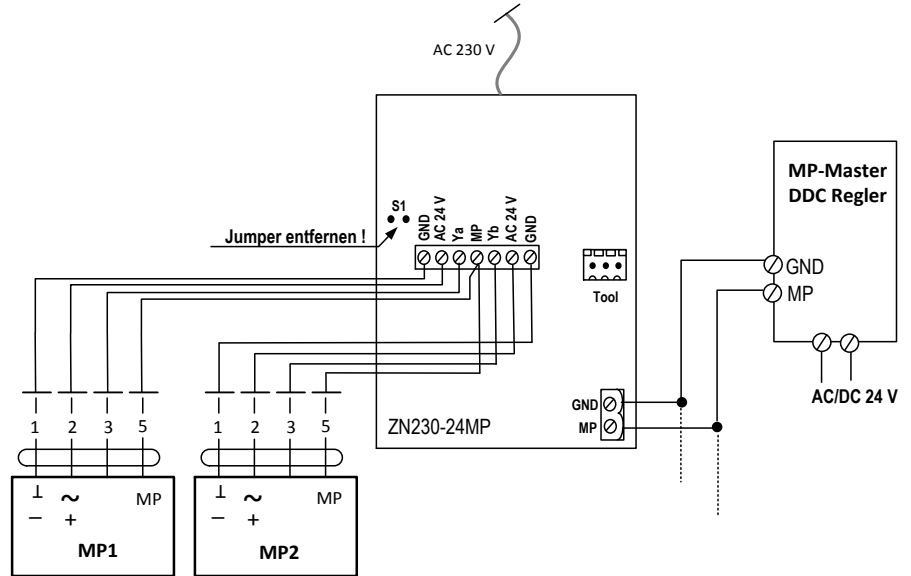 AC 230 V
MP-Master
DDC Regler
S1
Jumper entfernen !
GND
AC 24 V
Ya
MP
Yb
AC 24 V
GND
Tool
GND
MP
AC/DC 24 V
GND
MP
ZN230-24MP
1 2 3 5
1 2 3 5
⊥ ~ MP
– +
MP1
⊥ ~ MP
– +
MP2